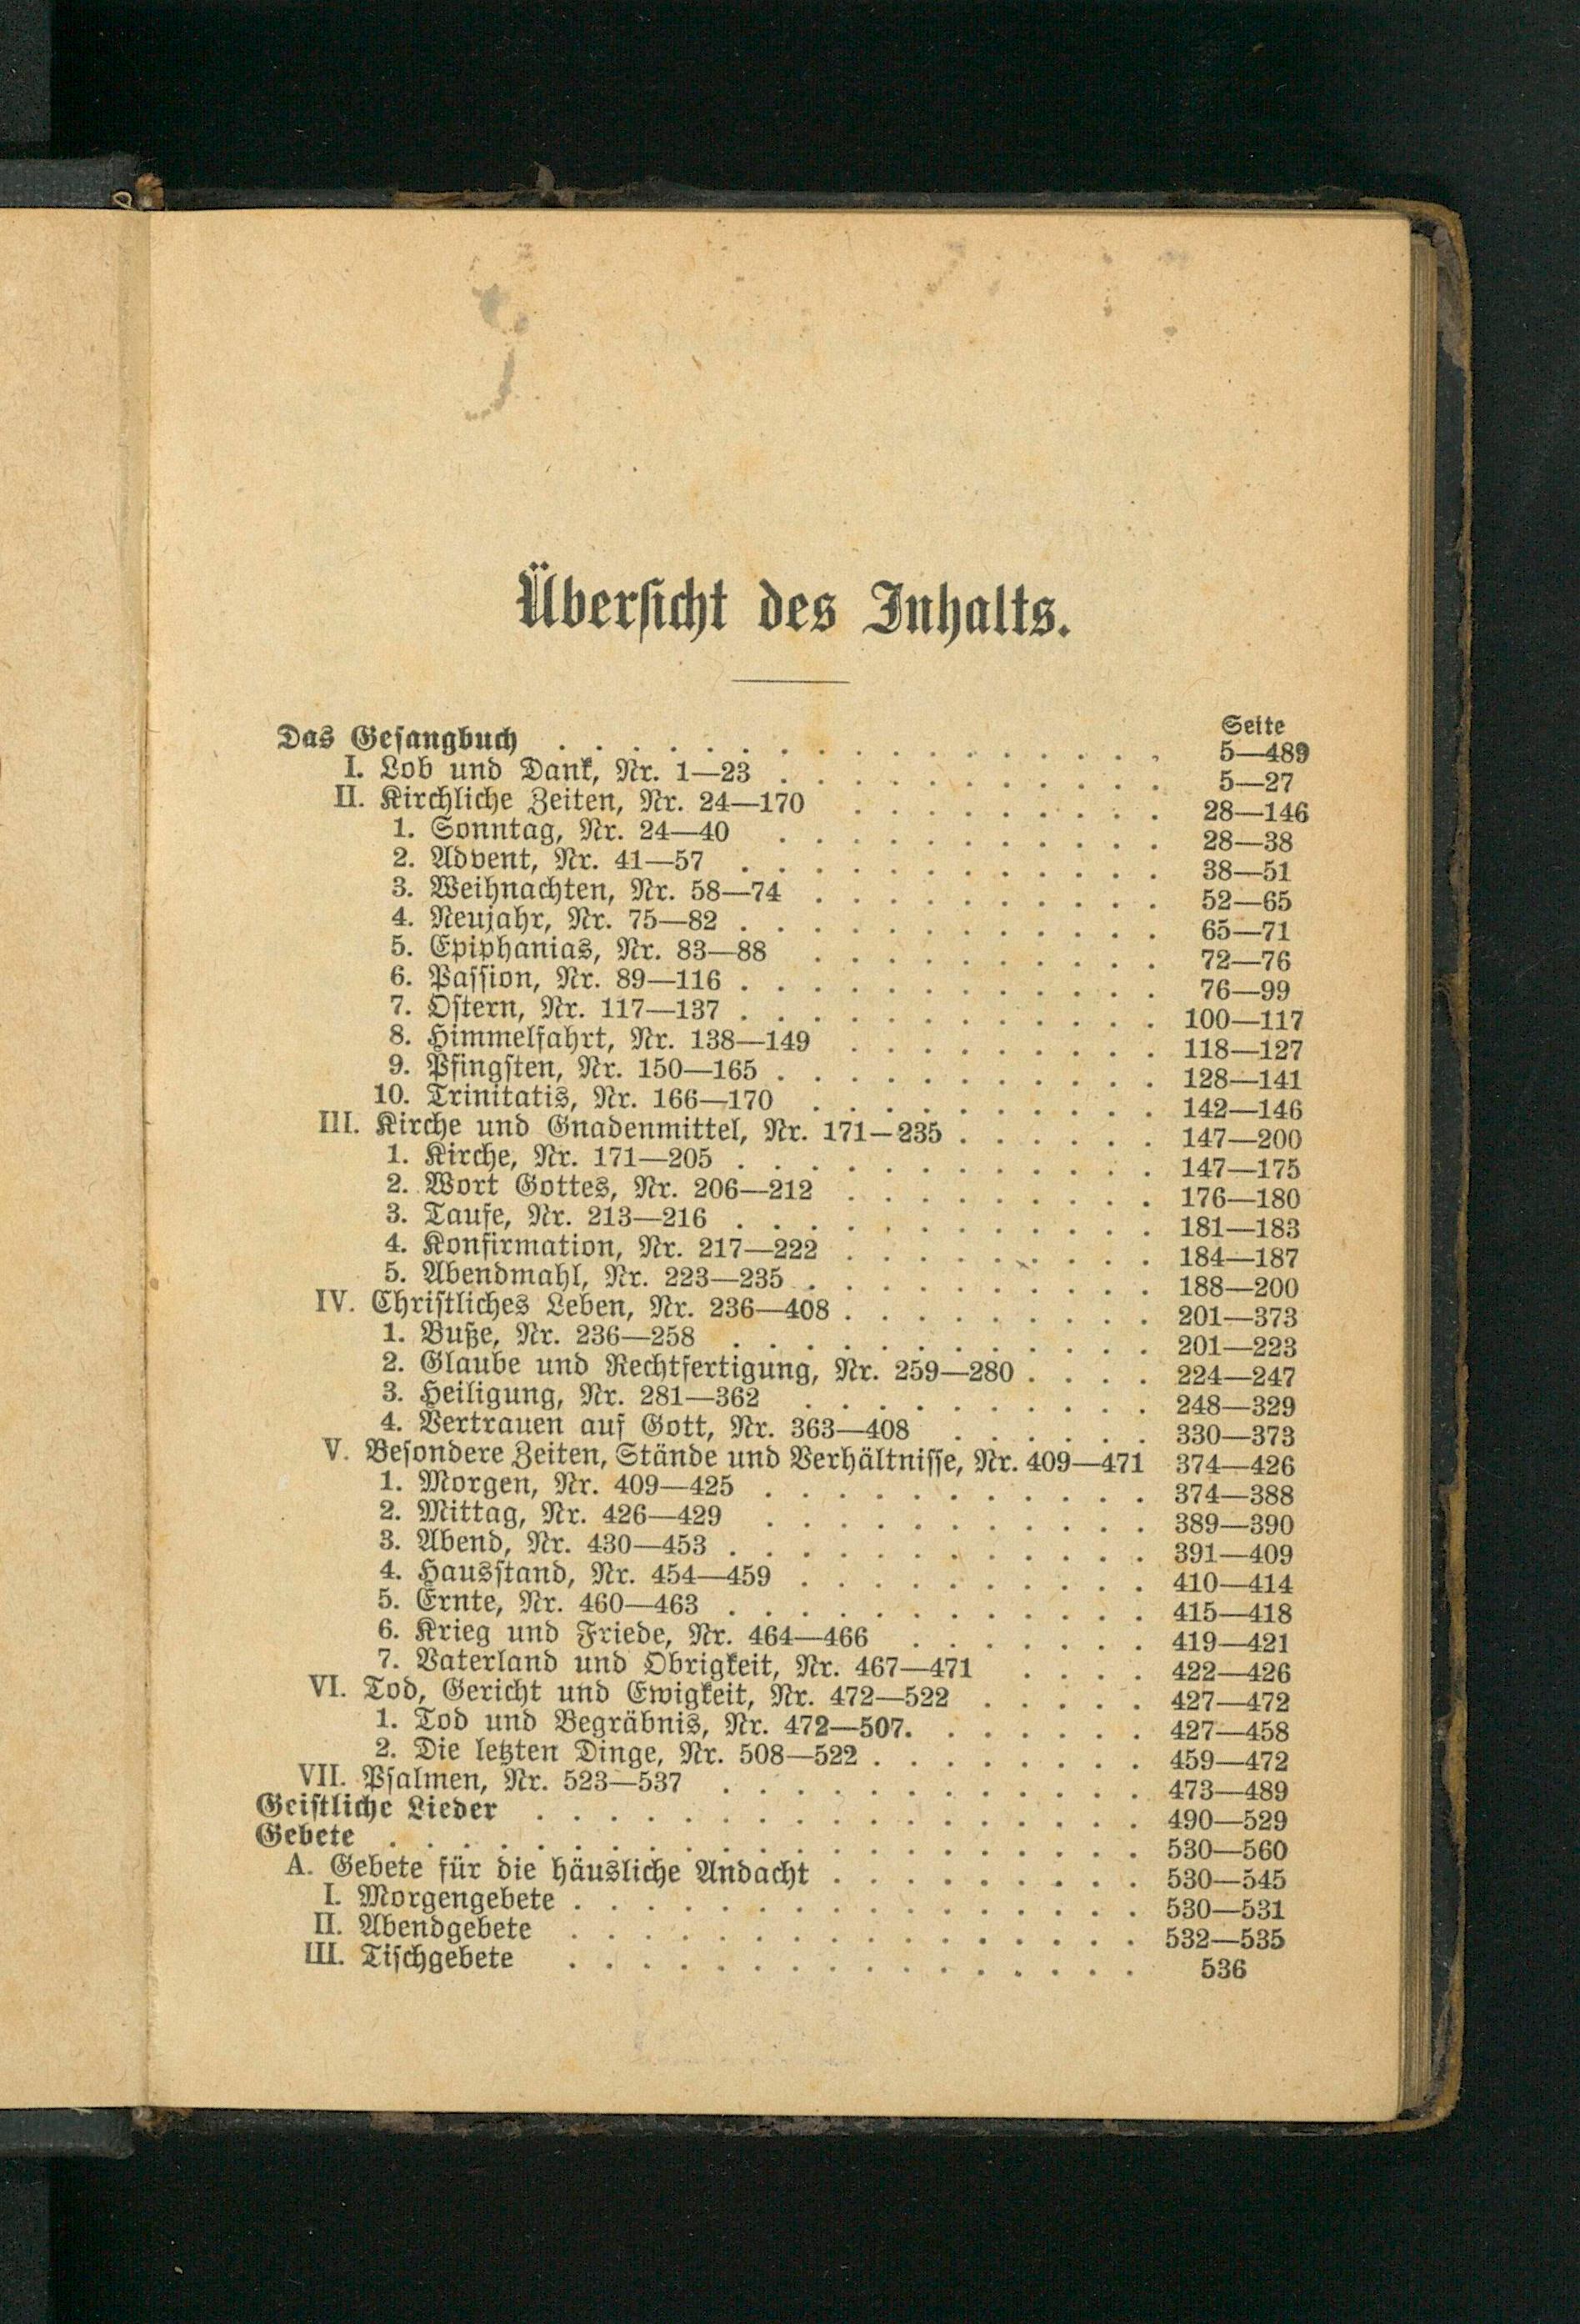 Übersicht des Inhalts.
Seite
Das Gesangbuch . . . . . . . . . . . . . . . . . 5—489
I. Lob und Dank, Nr. 1—23 . . . . . . . . . . . 5—27
II. Kirchliche Zeiten, Nr. 24—170 . . . . . . . . . 28—146
1. Sonntag, Nr. 24—40 . . . . . . . . . . . 28—38
2. Advent, Nr. 41—57 . . . . . . . . . . . . 38—51
3. Weihnachten, Nr. 58—74 . . . . . . . . . . 52—65
4. Neujahr, Nr. 75—82 . . . . . . . . . . . . 65—71
5. Epiphanias, Nr. 83—88 . . . . . . . . . . 72—76
6. Passion, Nr. 89—116 . . . . . . . . . . . . 76—99
7. Ostern, Nr. 117—137 . . . . . . . . . . . . 100—117
8. Himmelfahrt, Nr. 138—149 . . . . . . . . . 118—127
9. Pfingsten, Nr. 150—165 . . . . . . . . . . . 128—141
10. Trinitatis, Nr. 166—170 . . . . . . . . . . 142—146
III. Kirche und Gnadenmittel, Nr. 171—235 . . . . . . 147—200
1. Kirche, Nr. 171—205 . . . . . . . . . . . . 147—175
2. Wort Gottes, Nr. 206—212 . . . . . . . . . 176—180
3. Taufe, Nr. 213—216 . . . . . . . . . . . . 181—183
4. Konfirmation, Nr. 217—222 . . . . . . . . . 184—187
5. Abendmahl, Nr. 223—235 . . . . . . . . . . 188—200
IV. Christliches Leben, Nr. 236—408 . . . . . . . . . 201—373
1. Buße, Nr. 236—258 . . . . . . . . . . . . 201—223
2. Glaube und Rechtfertigung, Nr. 259—280 . . . . 224—247
3. Heiligung, Nr. 281—362 . . . . . . . . . . 248—329
4. Vertrauen auf Gott, Nr. 363—408 . . . . . . 330—373
V. Besondere Zeiten, Stände und Verhältnisse, Nr. 409—471 374—426
1. Morgen, Nr. 409—425 . . . . . . . . . . . 374—388
2. Mittag, Nr. 426—429 . . . . . . . . . . . 389—390
3. Abend, Nr. 430—453 . . . . . . . . . . . . 391—409
4. Hausstand, Nr. 454—459 . . . . . . . . . . 410—414
5. Ernte, Nr. 460—463 . . . . . . . . . . . . 415—418
6. Krieg und Friede, Nr. 464—466 . . . . . . . 419—421
7. Vaterland und Obrigkeit, Nr. 467—471 . . . . 422—426
VI. Tod, Gericht und Ewigkeit, Nr. 472—522 . . . . . 427—472
1. Tod und Begräbnis, Nr. 472—507. . . . . . . 427—458
2. Die letzten Dinge, Nr. 508—522 . . . . . . . . 459—472
VII. Psalmen, Nr. 523—537 . . . . . . . . . . . . 473—489
Geistliche Lieder . . . . . . . . . . . . . . . . . 490—529
Gebete . . . . . . . . . . . . . . . . . . . . . 530—560
A. Gebete für die häusliche Andacht . . . . . . . . . 530—545
I. Morgengebete . . . . . . . . . . . . . . . . 530—531
II. Abendgebete . . . . . . . . . . . . . . . . 532—535
III. Tischgebete . . . . . . . . . . . . . . . . 536